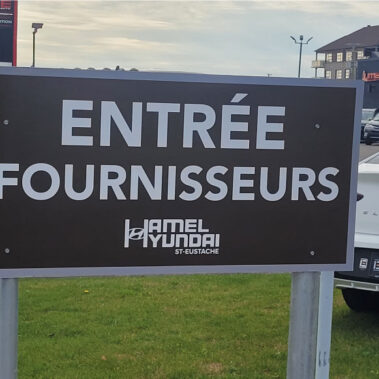 ENTRÉE
FOURNISSEURS
HAMEL
HYUNDAI
ST-EUSTACHE